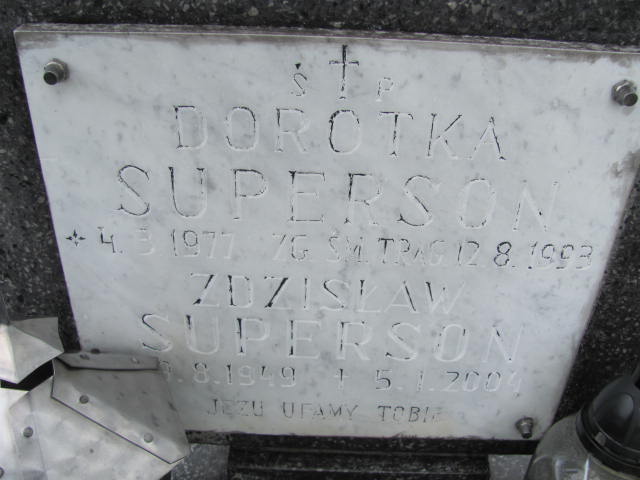 Ś † P
DOROTKA
SUPERSON
4. 3 1977 ZG. ŚM. TRAG. 12 8. 1993
ZDZISŁAW
SUPERSON
.8.1949 + 5.1.2004
JEZU UFAMY TOBIE